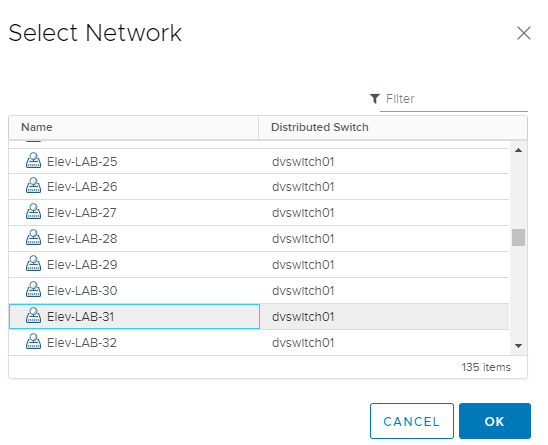 Select Network
Filter
Name Distributed Switch
Elev-LAB-25 dvswitch01
Elev-LAB-26 dvswitch01
Elev-LAB-27 dvswitch01
Elev-LAB-28 dvswitch01
Elev-LAB-29 dvswitch01
Elev-LAB-30 dvswitch01
Elev-LAB-31 dvswitch01
Elev-LAB-32 dvswitch01
135 items
CANCEL OK